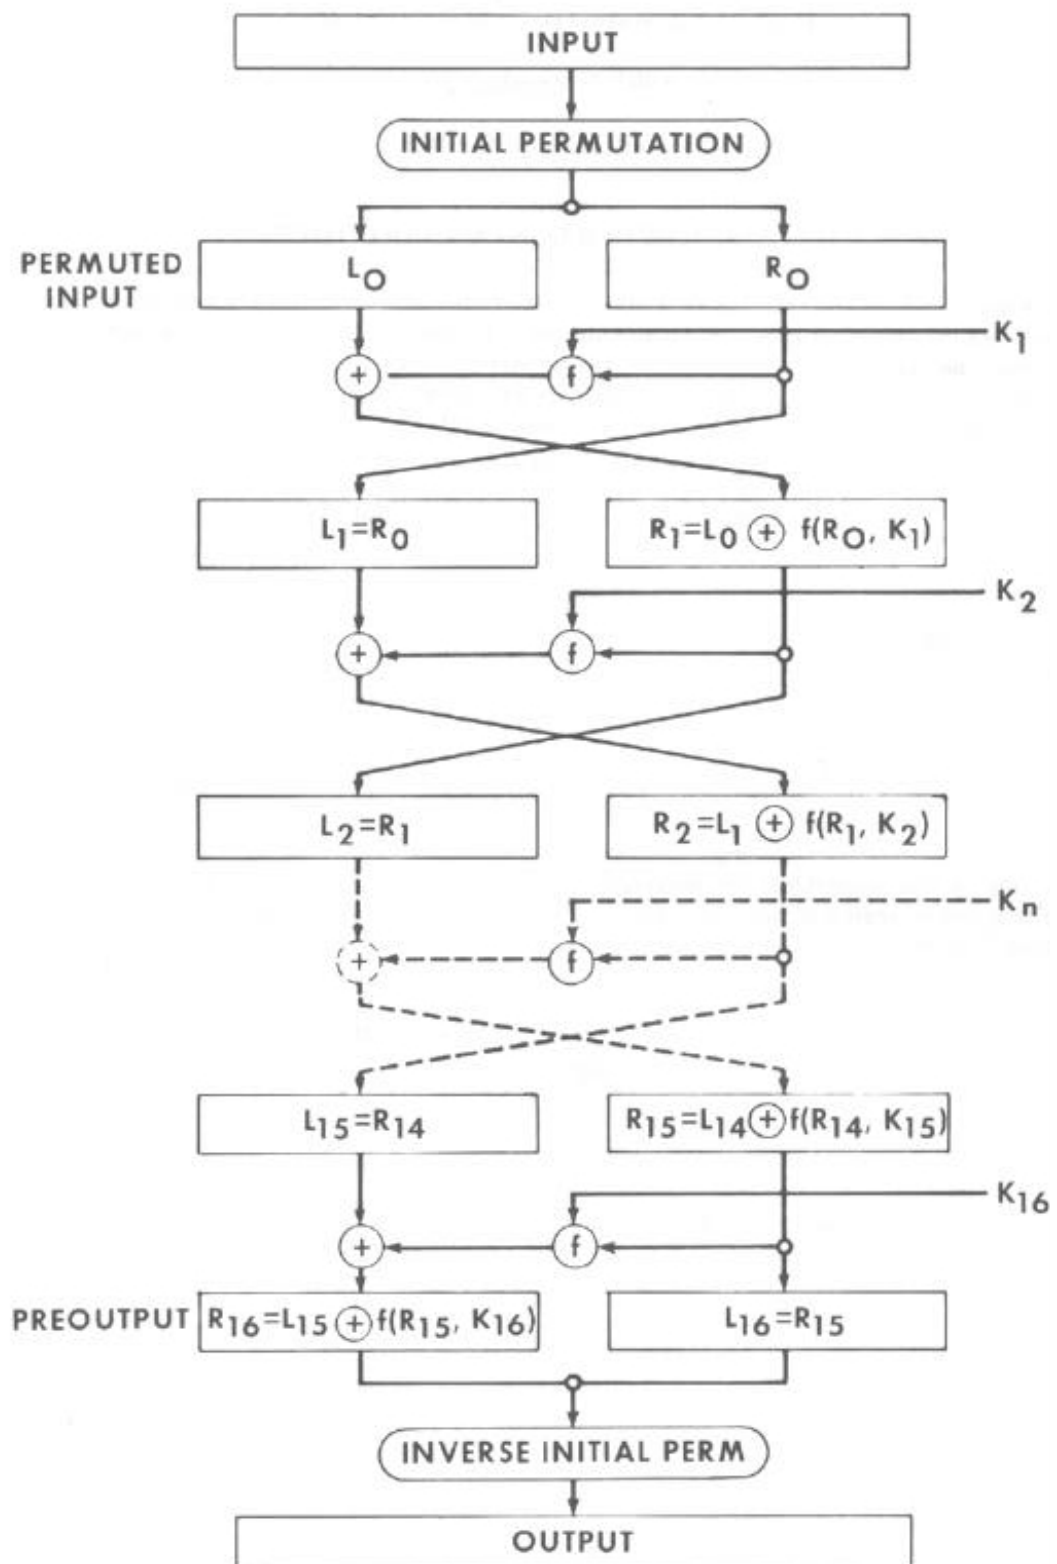 INPUT
INITIAL PERMUTATION
PERMUTED
INPUT
L₀
R₀
K₁
+
f
L₁=R₀
R₁=L₀ ⊕ f(R₀, K₁)
K₂
+
f
L₂=R₁
R₂=L₁ ⊕ f(R₁, K₂)
Kₙ
+
f
L₁₅=R₁₄
R₁₅=L₁₄⊕f(R₁₄, K₁₅)
K₁₆
+
f
PREOUTPUT
R₁₆=L₁₅⊕f(R₁₅, K₁₆)
L₁₆=R₁₅
INVERSE INITIAL PERM
OUTPUT